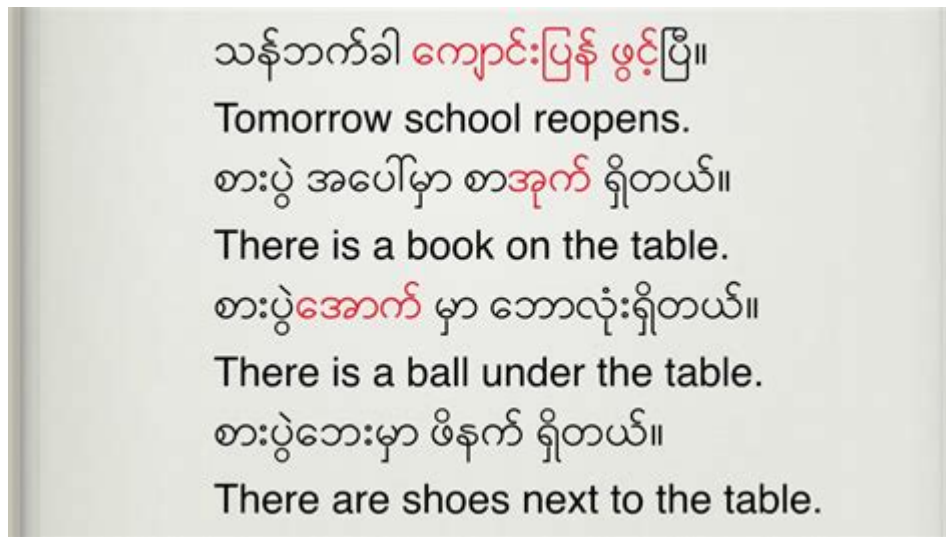 သန်ဘက်ခါ ကျောင်းပြန် ဖွင့်ပြီ။
Tomorrow school reopens.
စားပွဲ အပေါ်မှာ စာအုက် ရှိတယ်။
There is a book on the table.
စားပွဲအောက် မှာ ဘောလုံးရှိတယ်။
There is a ball under the table.
စားပွဲဘေးမှာ ဖိနက် ရှိတယ်။
There are shoes next to the table.